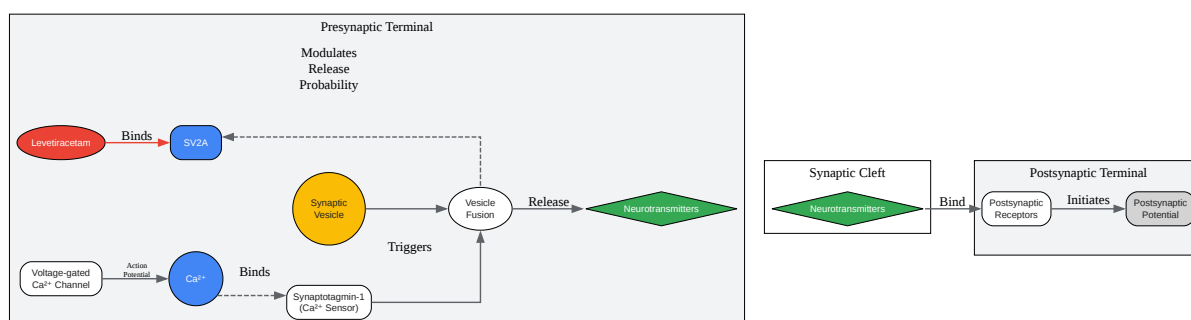 Presynaptic Terminal
Modulates
Release
Probability
Levetiracetam
Binds
SV2A
Synaptic
Vesicle
Vesicle
Fusion
Release
Neurotransmitters
Triggers
Voltage-gated
Ca²⁺ Channel
Action
Potential
Ca²⁺
Binds
Synaptotagmin-1
(Ca²⁺ Sensor)
Synaptic Cleft
Neurotransmitters
Bind
Postsynaptic Terminal
Postsynaptic
Receptors
Initiates
Postsynaptic
Potential